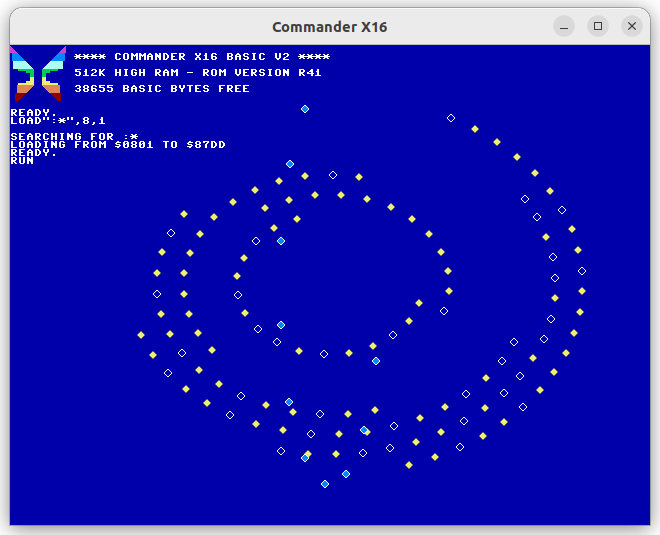 Commander X16
**** COMMANDER X16 BASIC V2 ****
512K HIGH RAM - ROM VERSION R41
38655 BASIC BYTES FREE
READY.
LOAD":*",8,1
SEARCHING FOR :*
LOADING FROM $0801 TO $87DD
READY.
RUN